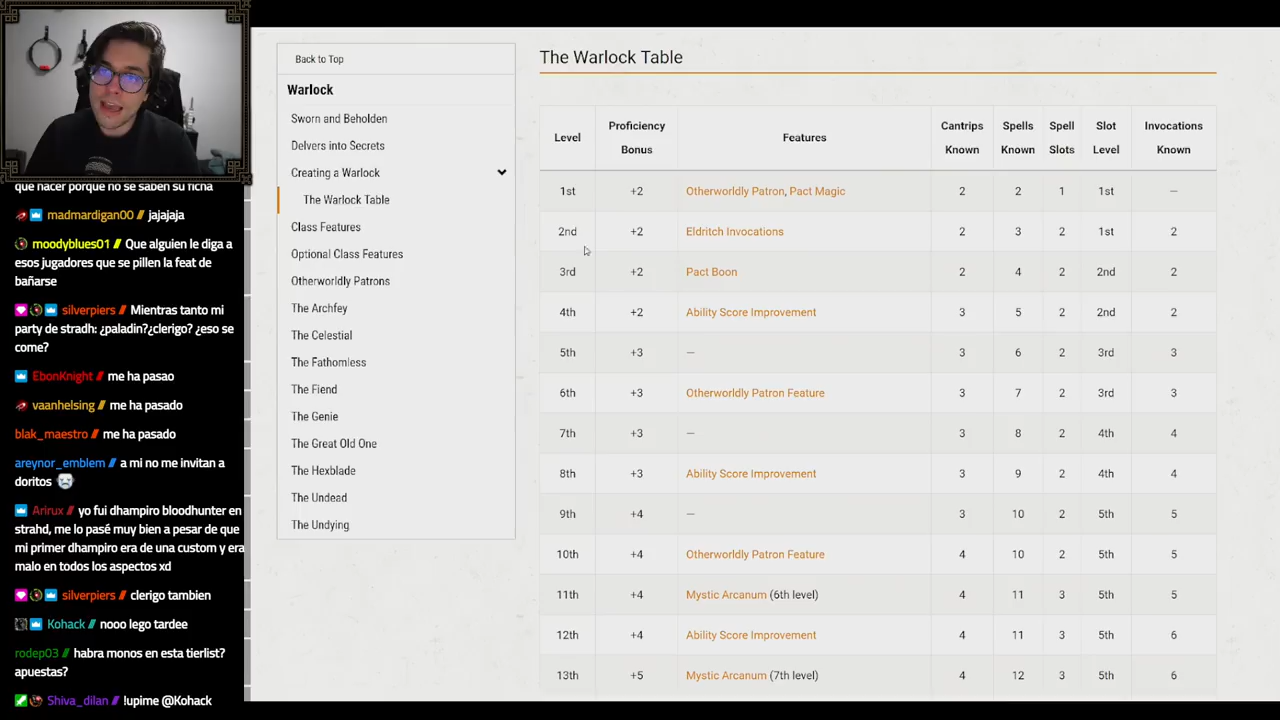 que hacer porque no se saben su ficha
madmardigan00 // jajajaja
moodyblues01 // Que alguien le diga a
esos jugadores que se pillen la feat de
bañarse
silverpiers // Mientras tanto mi
party de stradh: ¿paladin?¿clerigo? ¿eso se
come?
EbonKnight // me ha pasao
vaanhelsing // me ha pasado
blak_maestro // me ha pasado
areynor_emblem // a mi no me invitan a
doritos
Arirux // yo fui dhampiro bloodhunter en
strahd, me lo pasé muy bien a pesar de que
mi primer dhampiro era de una custom y era
malo en todos los aspectos xd
silverpiers // clerigo tambien
Kohack // nooo lego tardee
rodep03 // habra monos en esta tierlist?
apuestas?
Shiva_dilan // !upime @Kohack
Back to Top
Warlock
Sworn and Beholden
Delvers into Secrets
Creating a Warlock
The Warlock Table
Class Features
Optional Class Features
Otherworldly Patrons
The Archfey
The Celestial
The Fathomless
The Fiend
The Genie
The Great Old One
The Hexblade
The Undead
The Undying
The Warlock Table
Level Proficiency Bonus Features Cantrips Known Spells Known Spell Slots Slot Level Invocations Known
1st +2 Otherworldly Patron, Pact Magic 2 2 1 1st —
2nd +2 Eldritch Invocations 2 3 2 1st 2
3rd +2 Pact Boon 2 4 2 2nd 2
4th +2 Ability Score Improvement 3 5 2 2nd 2
5th +3 — 3 6 2 3rd 3
6th +3 Otherworldly Patron Feature 3 7 2 3rd 3
7th +3 — 3 8 2 4th 4
8th +3 Ability Score Improvement 3 9 2 4th 4
9th +4 — 3 10 2 5th 5
10th +4 Otherworldly Patron Feature 4 10 2 5th 5
11th +4 Mystic Arcanum (6th level) 4 11 3 5th 5
12th +4 Ability Score Improvement 4 11 3 5th 6
13th +5 Mystic Arcanum (7th level) 4 12 3 5th 6